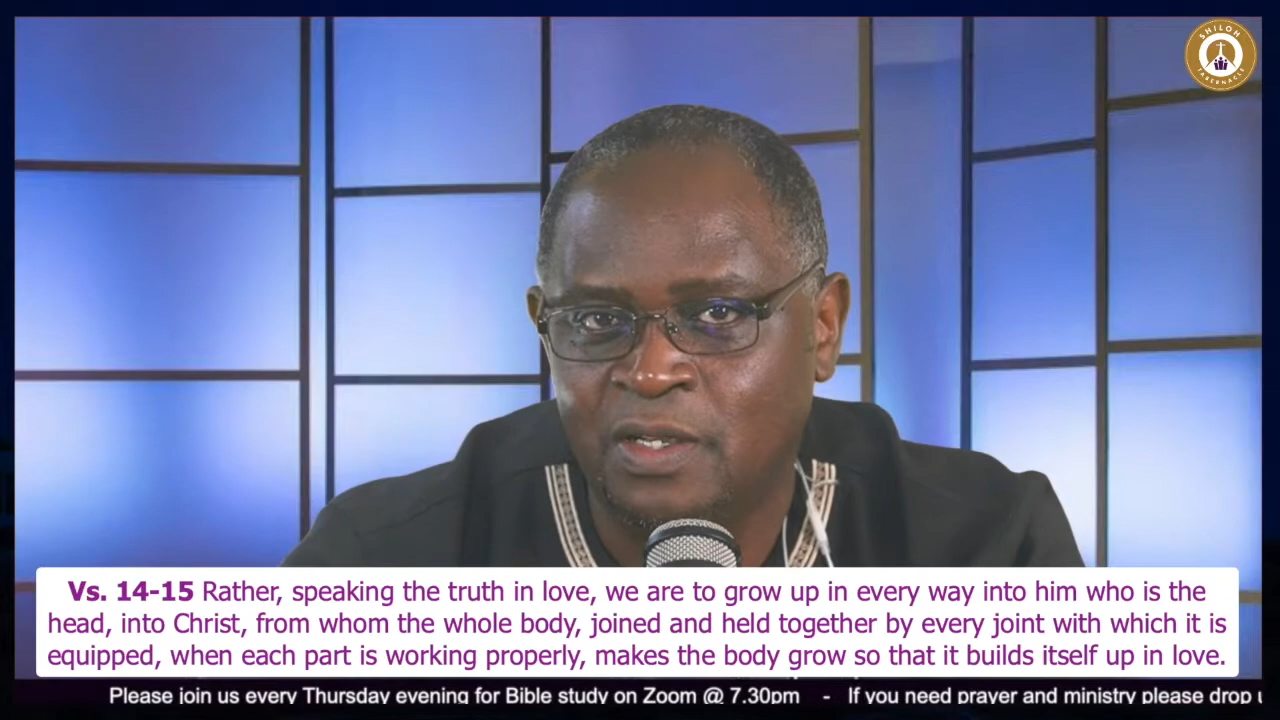 SHILOH
TABERNACLE
Vs. 14-15 Rather, speaking the truth in love, we are to grow up in every way into him who is the
head, into Christ, from whom the whole body, joined and held together by every joint with which it is
equipped, when each part is working properly, makes the body grow so that it builds itself up in love.
Please join us every Thursday evening for Bible study on Zoom @ 7.30pm - If you need prayer and ministry please drop